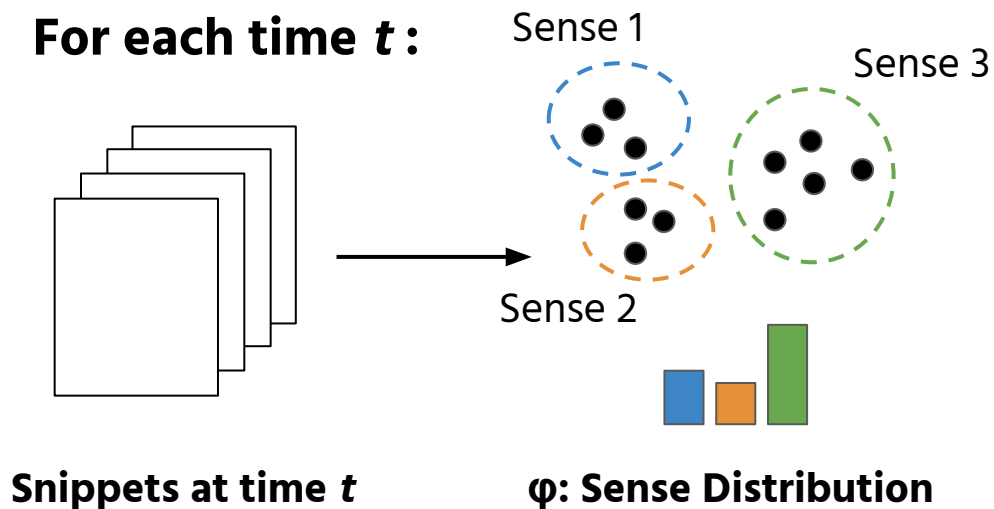 For each time t :
Sense 1
Sense 3
Sense 2
Snippets at time t
φ: Sense Distribution